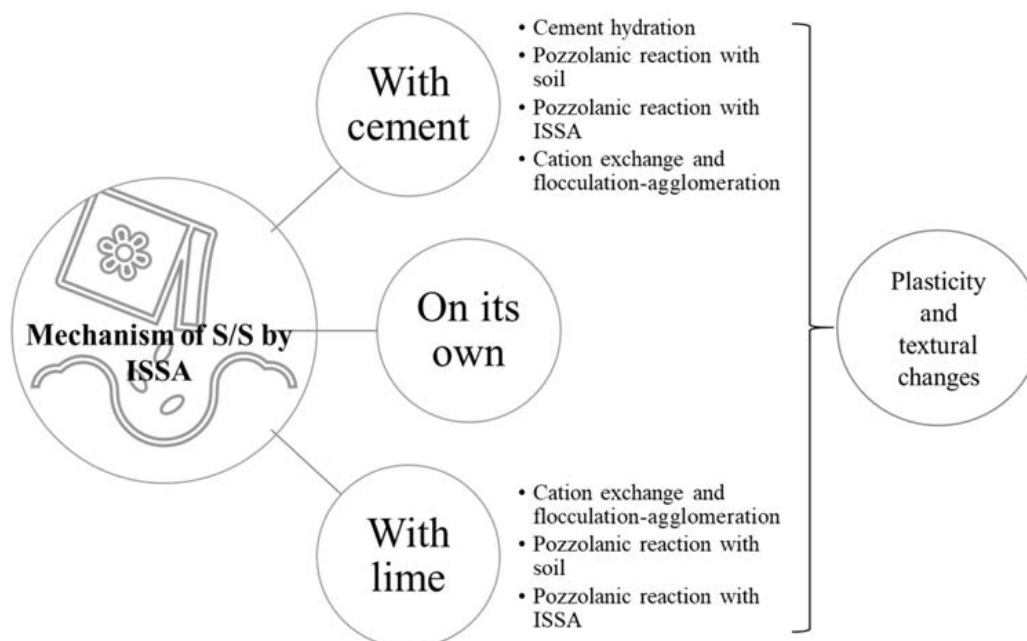 Mechanism of S/S by
ISSA
With
cement
• Cement hydration
• Pozzolanic reaction with
soil
• Pozzolanic reaction with
ISSA
• Cation exchange and
flocculation-agglomeration
On its
own
With
lime
• Cation exchange and
flocculation-agglomeration
• Pozzolanic reaction with
soil
• Pozzolanic reaction with
ISSA
Plasticity
and
textural
changes